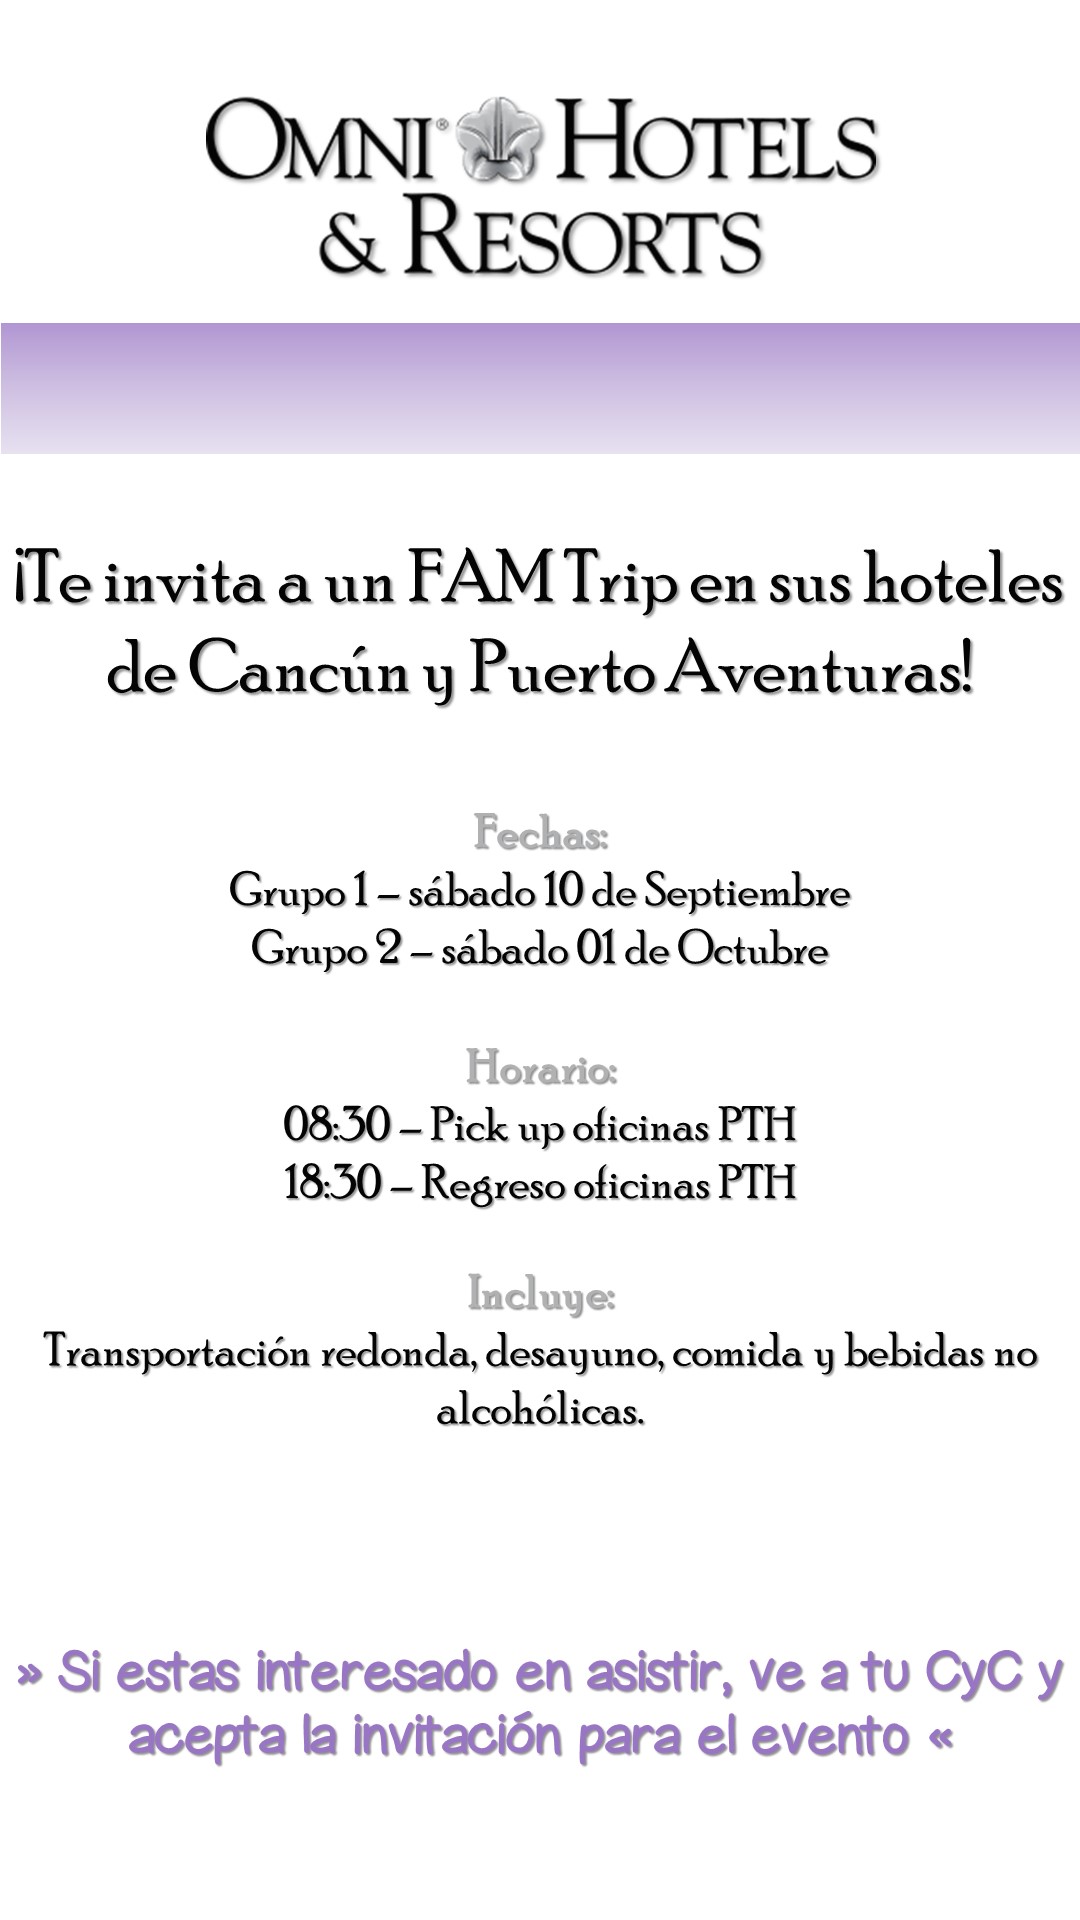 OMNI® HOTELS
& RESORTS
¡Te invita a un FAM Trip en sus hoteles
de Cancún y Puerto Aventuras!
Fechas:
Grupo 1 – sábado 10 de Septiembre
Grupo 2 – sábado 01 de Octubre
Horario:
08:30 – Pick up oficinas PTH
18:30 – Regreso oficinas PTH
Incluye:
Transportación redonda, desayuno, comida y bebidas no
alcohólicas.
» Si estas interesado en asistir, ve a tu CyC y
acepta la invitación para el evento «